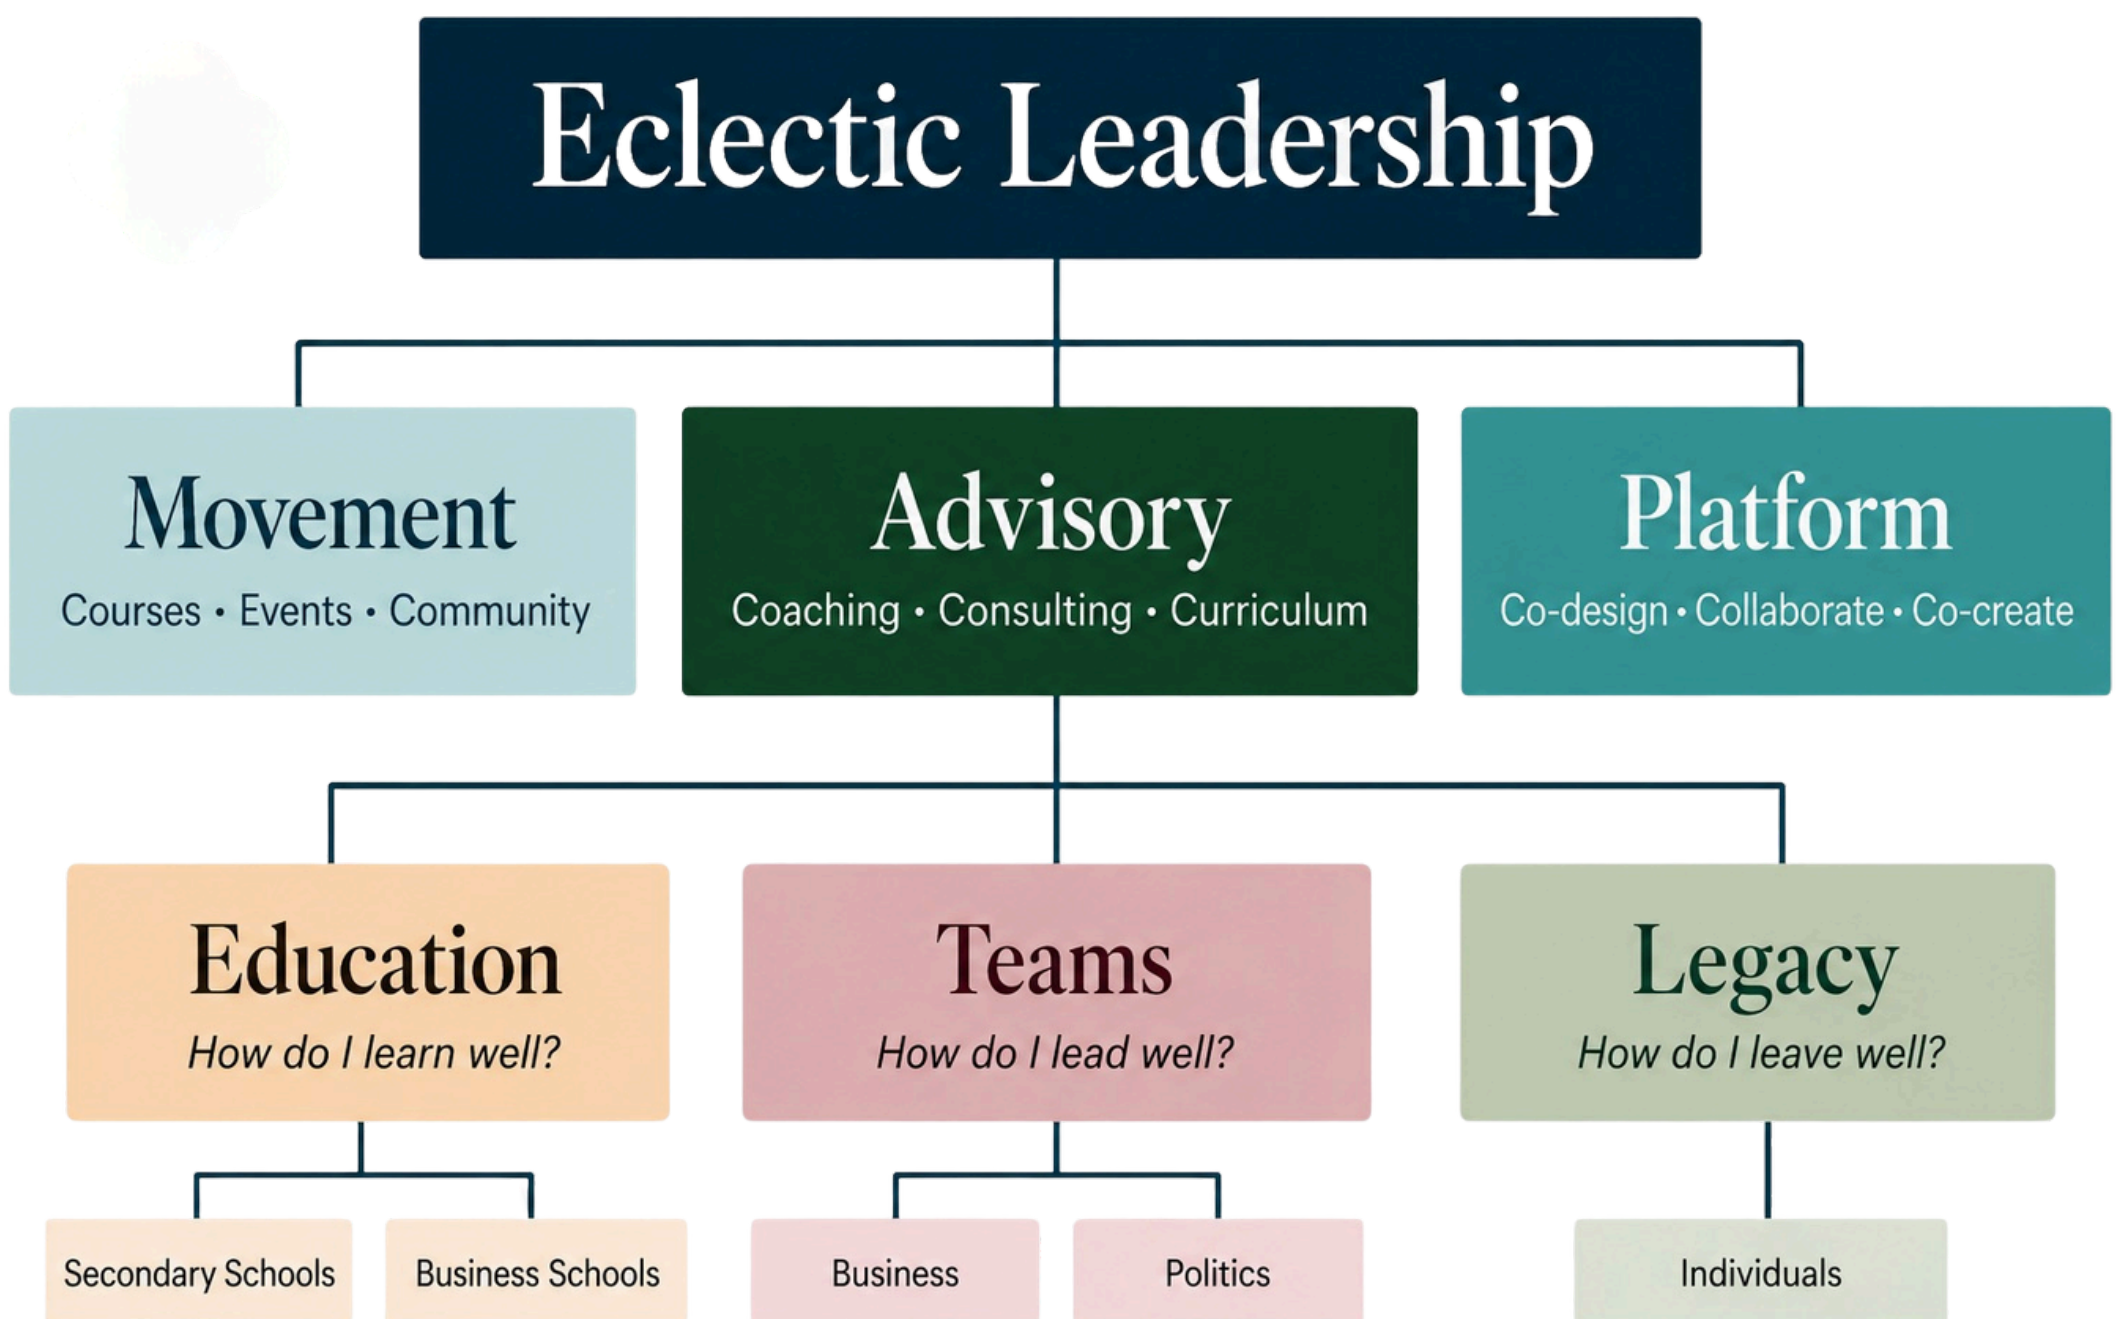 Eclectic Leadership
Movement
Courses • Events • Community
Advisory
Coaching • Consulting • Curriculum
Platform
Co-design • Collaborate • Co-create
Education
How do I learn well?
Teams
How do I lead well?
Legacy
How do I leave well?
Secondary Schools
Business Schools
Business
Politics
Individuals